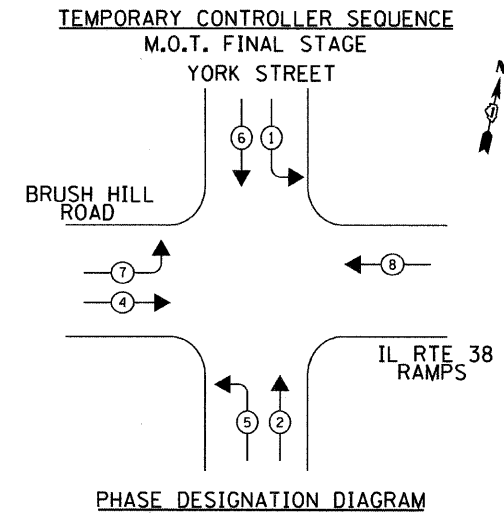 TEMPORARY CONTROLLER SEQUENCE
M.O.T. FINAL STAGE
YORK STREET
N
6 1
BRUSH HILL
ROAD
7
8
4
IL RTE 38
RAMPS
5 2
PHASE DESIGNATION DIAGRAM